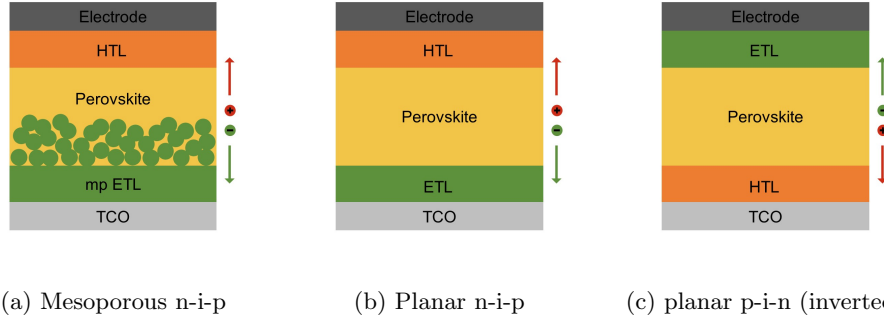 Electrode
HTL
Perovskite
mp ETL
TCO
Electrode
HTL
Perovskite
ETL
TCO
Electrode
ETL
Perovskite
HTL
TCO
(a) Mesoporous n-i-p
(b) Planar n-i-p
(c) planar p-i-n (inverted